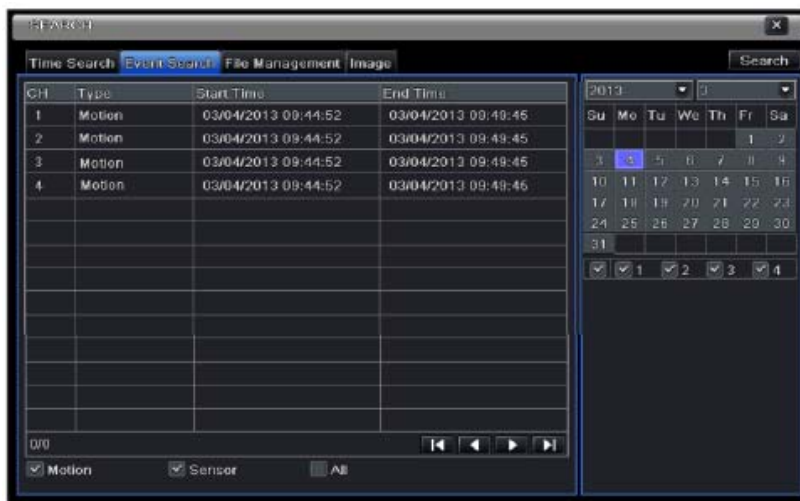 SEARCH
Time Search Event Search File Management Image Search
CH Type Start Time End Time
1 Motion 03/04/2013 09:44:52 03/04/2013 09:49:45
2 Motion 03/04/2013 09:44:52 03/04/2013 09:49:45
3 Motion 03/04/2013 09:44:52 03/04/2013 09:49:45
4 Motion 03/04/2013 09:44:52 03/04/2013 09:49:45
0/0
Motion Sensor All
2013 3
Su Mo Tu We Th Fr Sa
1 2
3 4 5 6 7 8 9
10 11 12 13 14 15 16
17 18 19 20 21 22 23
24 25 26 27 28 29 30
31
1 2 3 4